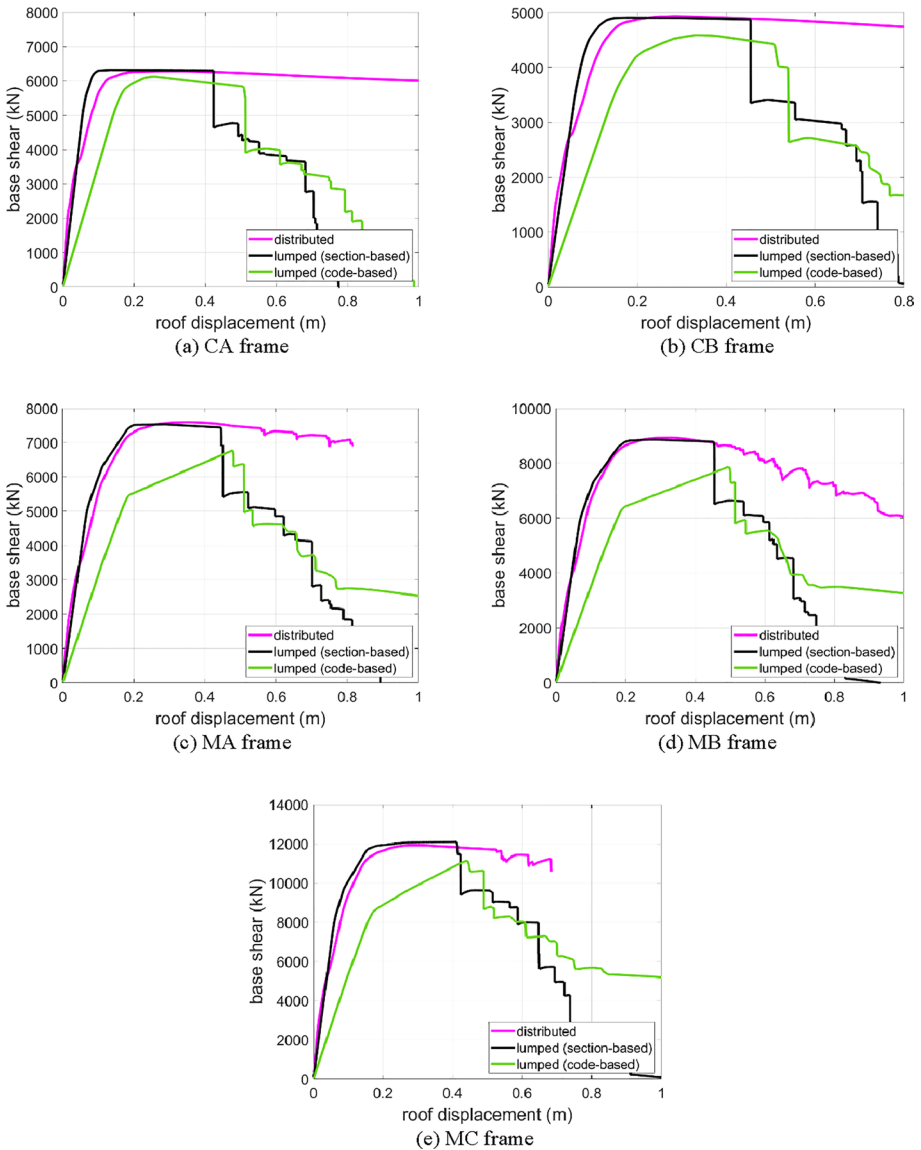 8000
7000
6000
5000
4000
3000
2000
1000
0
base shear (kN)
distributed
lumped (section-based)
lumped (code-based)
0 0.2 0.4 0.6 0.8 1
roof displacement (m)
(a) CA frame
5000
4000
3000
2000
1000
0
base shear (kN)
distributed
lumped (section-based)
lumped (code-based)
0 0.2 0.4 0.6 0.8
roof displacement (m)
(b) CB frame
8000
7000
6000
5000
4000
3000
2000
1000
0
base shear (kN)
distributed
lumped (section-based)
lumped (code-based)
0 0.2 0.4 0.6 0.8 1
roof displacement (m)
(c) MA frame
10000
8000
6000
4000
2000
0
base shear (kN)
distributed
lumped (section-based)
lumped (code-based)
0 0.2 0.4 0.6 0.8 1
roof displacement (m)
(d) MB frame
14000
12000
10000
8000
6000
4000
2000
0
base shear (kN)
distributed
lumped (section-based)
lumped (code-based)
0 0.2 0.4 0.6 0.8 1
roof displacement (m)
(e) MC frame